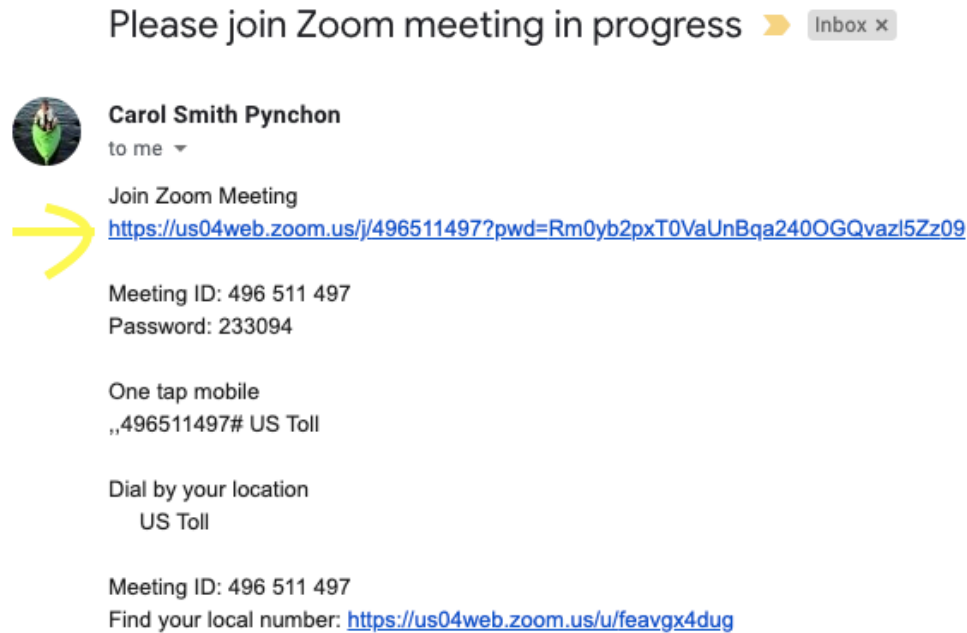 Please join Zoom meeting in progress Inbox ×
Carol Smith Pynchon
to me
Join Zoom Meeting
https://us04web.zoom.us/j/496511497?pwd=Rm0yb2pxT0VaUnBqa240OGQvazl5Zz09
Meeting ID: 496 511 497
Password: 233094
One tap mobile
,,496511497# US Toll
Dial by your location
US Toll
Meeting ID: 496 511 497
Find your local number: https://us04web.zoom.us/u/feavgx4dug